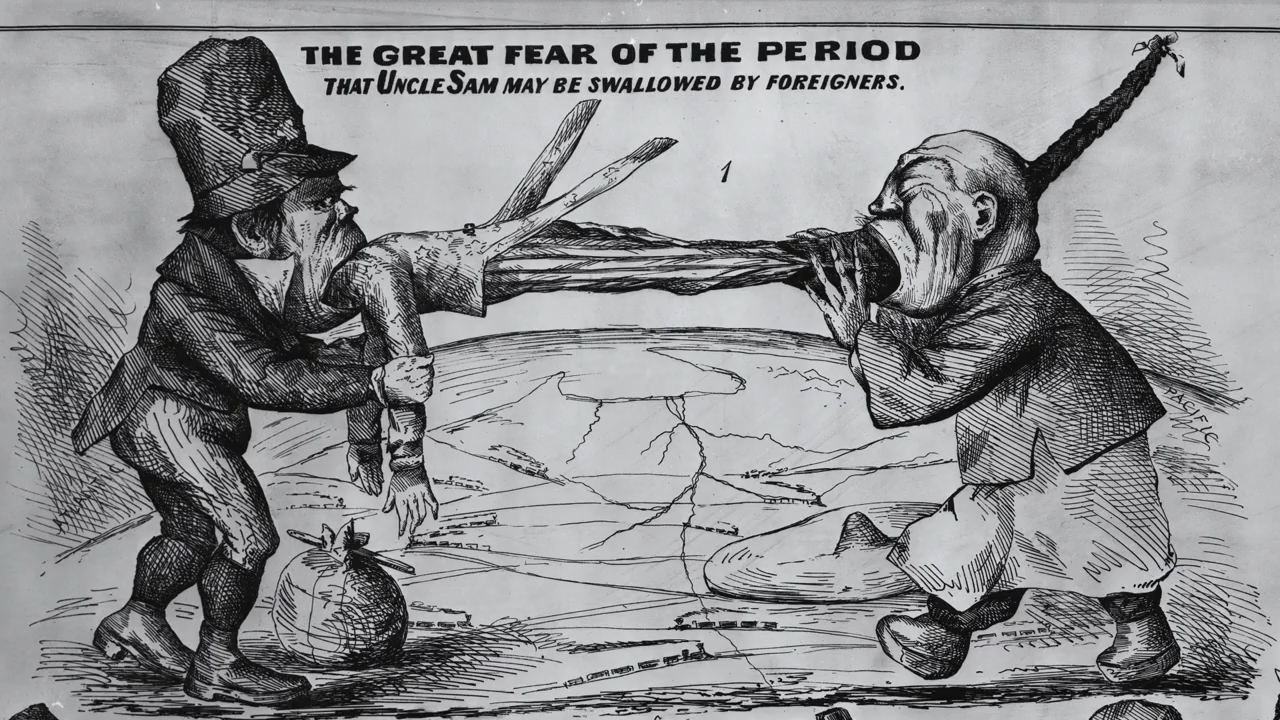 THE GREAT FEAR OF THE PERIOD
THAT UNCLE SAM MAY BE SWALLOWED BY FOREIGNERS.
1
PACIFIC